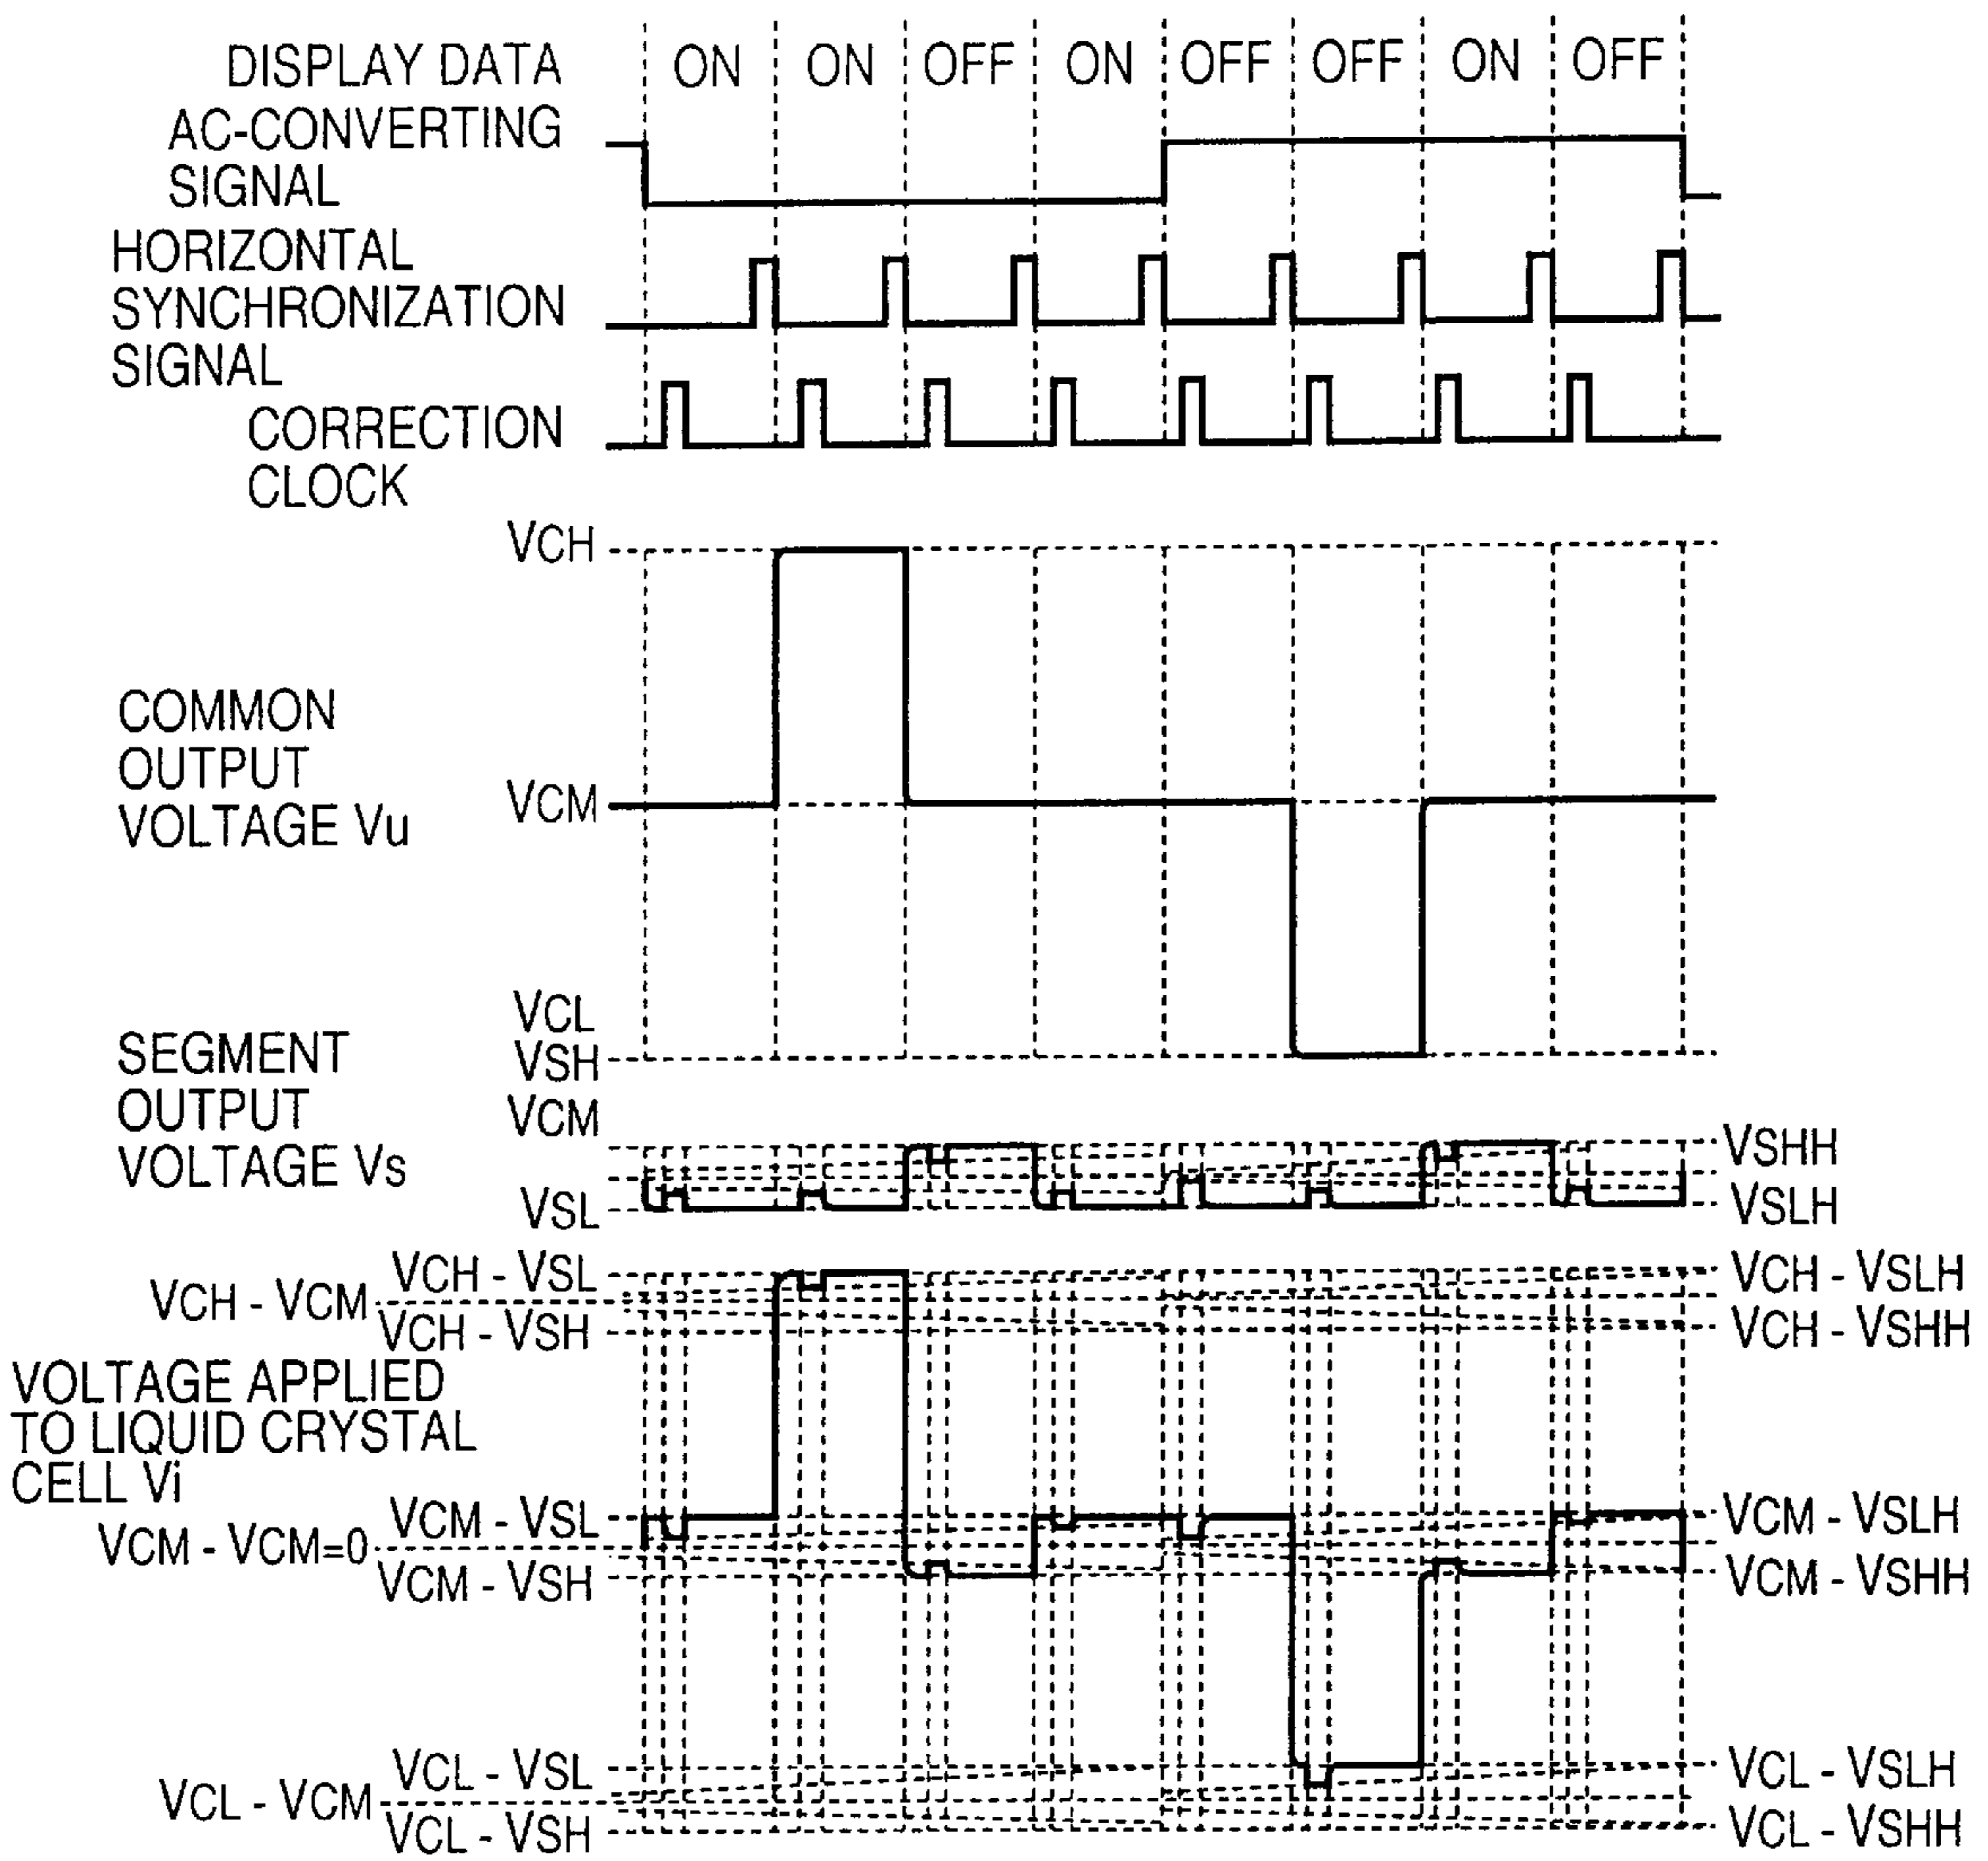 DISPLAY DATA ON ON OFF ON OFF OFF ON OFF
AC-CONVERTING
SIGNAL
HORIZONTAL
SYNCHRONIZATION
SIGNAL
CORRECTION
CLOCK
VCH
COMMON
OUTPUT
VOLTAGE Vu
VCM
VCL
SEGMENT
OUTPUT
VOLTAGE Vs
VSH
VCM
VSL
VSHH
VSLH
VCH - VSL
VCH - VCM
VCH - VSH
VCH - VSLH
VCH - VSHH
VOLTAGE APPLIED
TO LIQUID CRYSTAL
CELL Vi
VCM - VSL
VCM - VCM=0
VCM - VSH
VCM - VSLH
VCM - VSHH
VCL - VSL
VCL - VCM
VCL - VSH
VCL - VSLH
VCL - VSHH